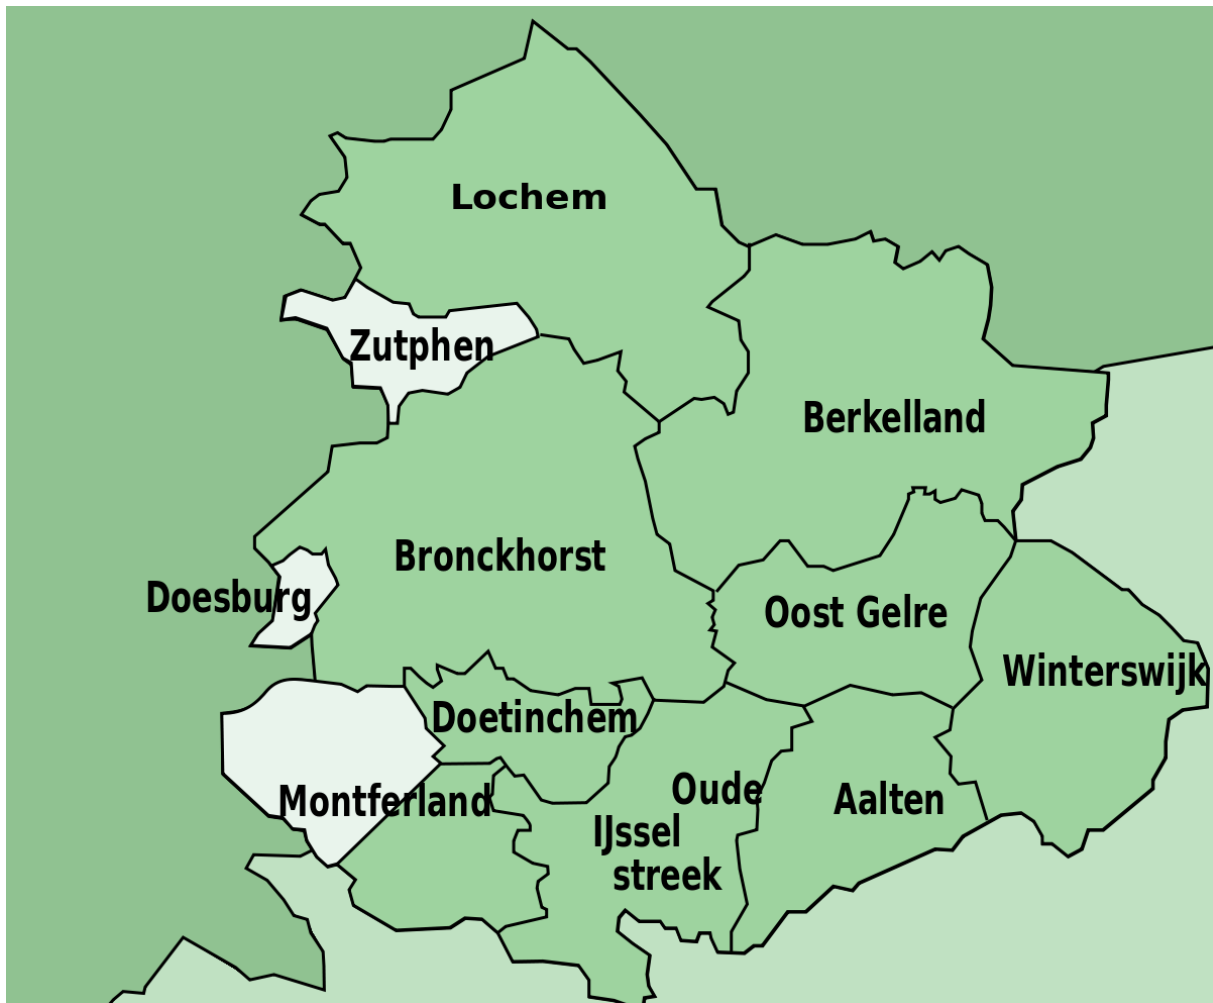 Lochem
Zutphen
Berkelland
Bronckhorst
Doesburg
Oost Gelre
Winterswijk
Doetinchem
Montferland
Oude
IJssel
streek
Aalten